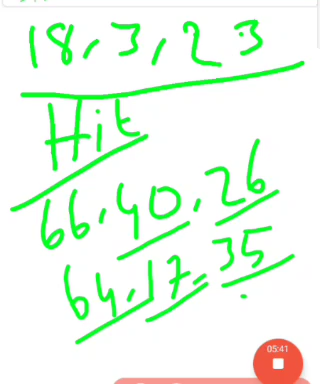 18, 3, 23
Hit
66, 40, 26
64, 17, 35
05:41